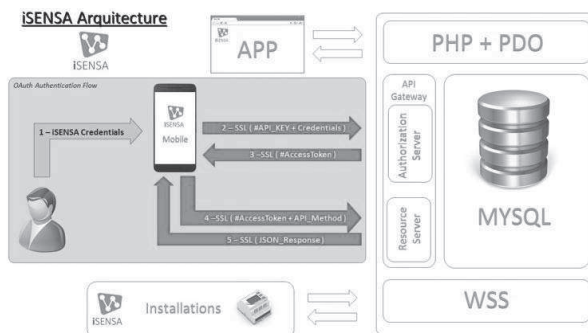 iSENSA Arquitecture
iSENSA
APP
PHP + PDO
OAuth Authentication Flow
1 – iSENSA Credentials
iSENSA
Mobile
2 – SSL ( #API_KEY + Credentials )
3 –SSL ( #AccessToken )
4 –SSL ( #AccessToken + API_Method )
5 –SSL ( JSON_Response )
API
Gateway
Authorization
Server
Resource
Server
MYSQL
iSENSA
Installations
WSS